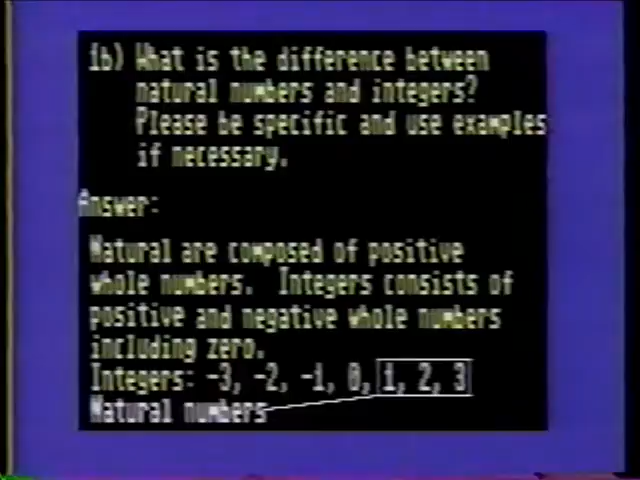 1b) What is the difference between
natural numbers and integers?
Please be specific and use examples
if necessary.
Answer:
Natural are composed of positive
whole numbers. Integers consists of
positive and negative whole numbers
including zero.
Integers: -3, -2, -1, 0, 1, 2, 3
Natural numbers